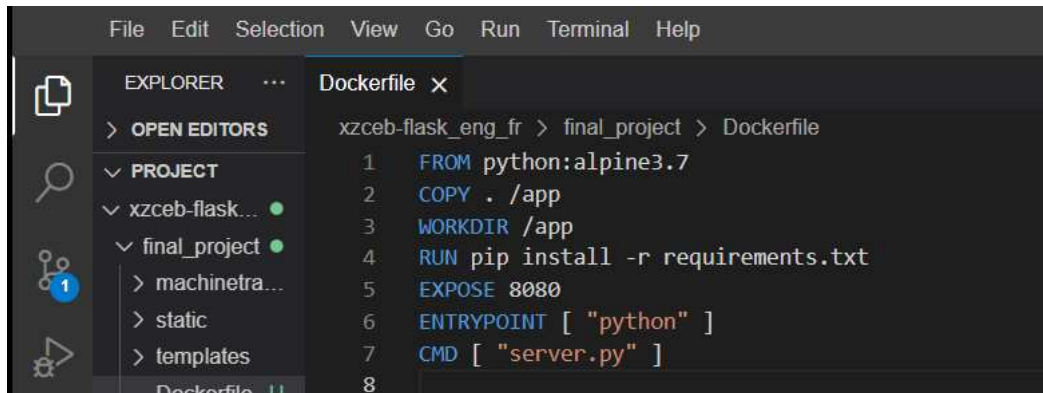 File Edit Selection View Go Run Terminal Help
EXPLORER ...
Dockerfile ×
> OPEN EDITORS
xzceb-flask_eng_fr > final_project > Dockerfile
PROJECT
xzceb-flask...
final_project
> machinetra...
> static
> templates
Dockerfile U
1
1 FROM python:alpine3.7
2 COPY . /app
3 WORKDIR /app
4 RUN pip install -r requirements.txt
5 EXPOSE 8080
6 ENTRYPOINT [ "python" ]
7 CMD [ "server.py" ]
8